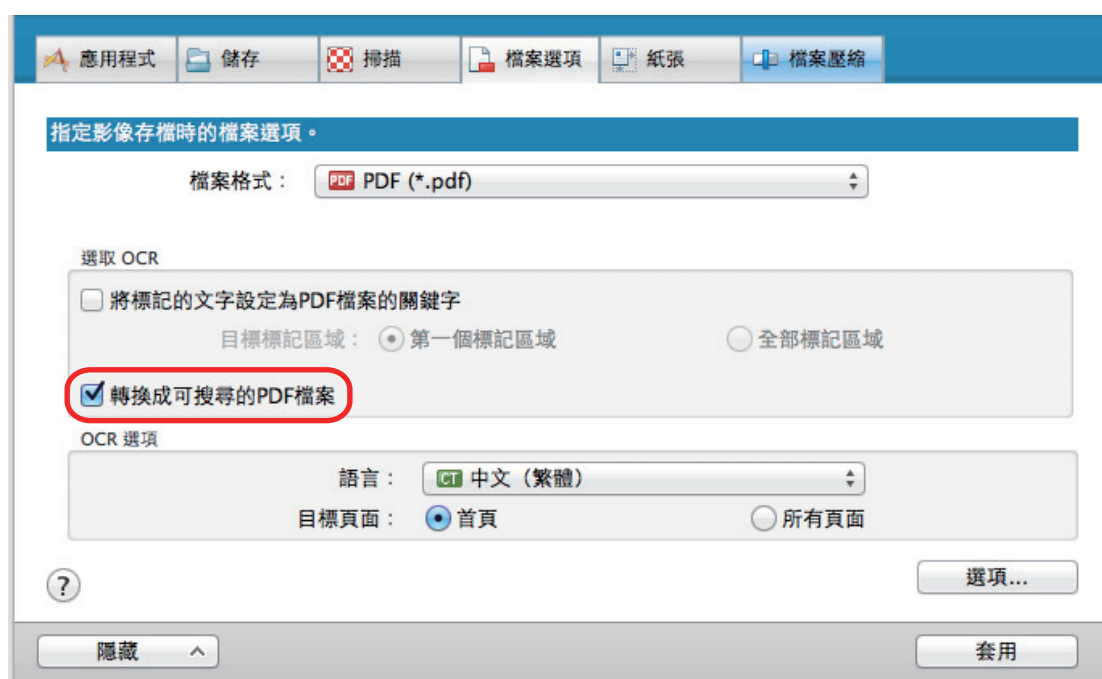 應用程式 儲存 掃描 檔案選項 紙張 檔案壓縮
指定影像存檔時的檔案選項。
檔案格式： PDF PDF (*.pdf)
選取 OCR
將標記的文字設定為PDF檔案的關鍵字
目標標記區域： 第一個標記區域 全部標記區域
轉換成可搜尋的PDF檔案
OCR 選項
語言： CT 中文（繁體）
目標頁面： 首頁 所有頁面
? 選項...
隱藏 套用